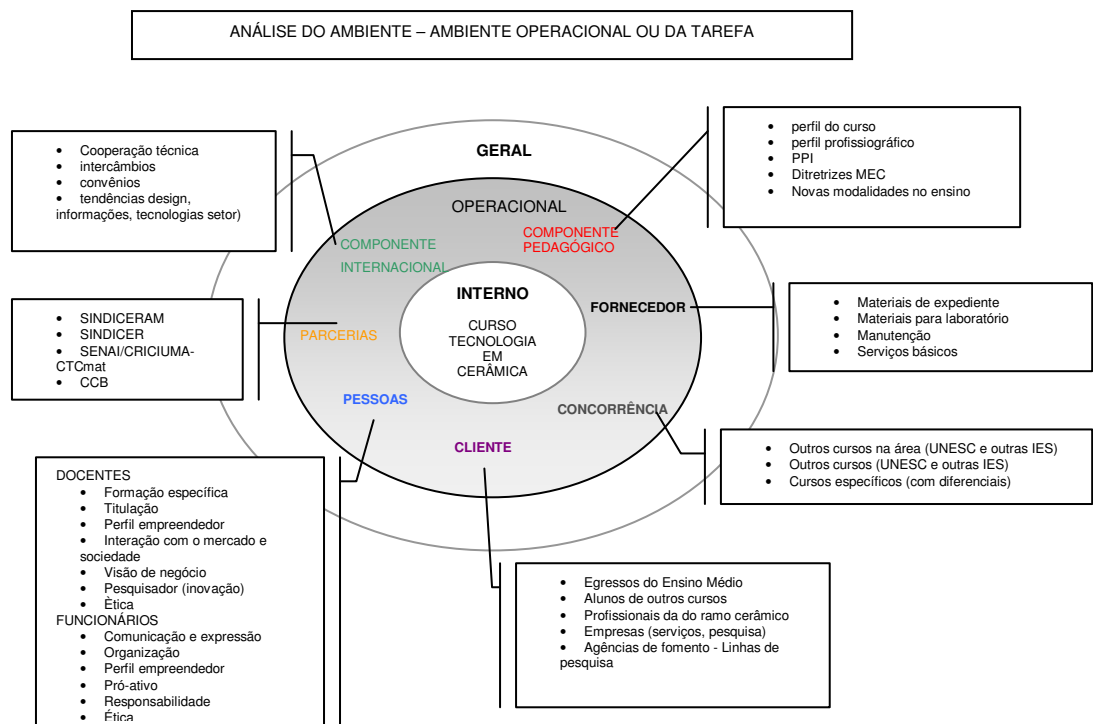 ANÁLISE DO AMBIENTE – AMBIENTE OPERACIONAL OU DA TAREFA
• Cooperação técnica
• intercâmbios
• convênios
• tendências design,
informações, tecnologias setor)
• perfil do curso
• perfil profissiográfico
• PPI
• Ditretrizes MEC
• Novas modalidades no ensino
GERAL
OPERACIONAL
COMPONENTE
INTERNACIONAL
COMPONENTE
PEDAGÓGICO
INTERNO
CURSO
TECNOLOGIA
EM
CERÂMICA
FORNECEDOR
PARCERIAS
PESSOAS
CONCORRÊNCIA
CLIENTE
• SINDICERAM
• SINDICER
• SENAI/CRICIUMA-
CTCmat
• CCB
• Materiais de expediente
• Materiais para laboratório
• Manutenção
• Serviços básicos
• Outros cursos na área (UNESC e outras IES)
• Outros cursos (UNESC e outras IES)
• Cursos específicos (com diferenciais)
DOCENTES
• Formação específica
• Titulação
• Perfil empreendedor
• Interação com o mercado e
sociedade
• Visão de negócio
• Pesquisador (inovação)
• Ètica
FUNCIONÁRIOS
• Comunicação e expressão
• Organização
• Perfil empreendedor
• Pró-ativo
• Responsabilidade
• Ética
• Egressos do Ensino Médio
• Alunos de outros cursos
• Profissionais da do ramo cerâmico
• Empresas (serviços, pesquisa)
• Agências de fomento - Linhas de
pesquisa